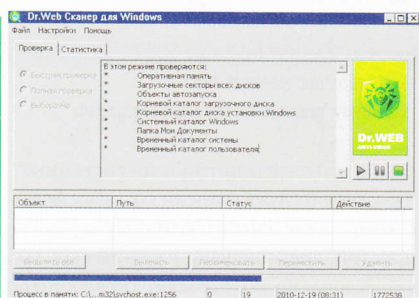 Dr.Web Сканер для Windows
Файл Настройки Помощь
Проверка Статистика
Быстрая проверка
Полная проверка
Выборочно
В этом режиме проверяются:
* Оперативная память
* Загрузочные секторы всех дисков
* Объекты автозапуска
* Корневой каталог загрузочного диска
* Корневой каталог диска установки Windows
* Системный каталог Windows
* Папка Мои Документы
* Временный каталог системы
* Временный каталог пользователя
Dr.WEB
ANTIVIRUS
Объект Путь Статус Действие
Выделить все Вылечить Переименовать Переместить Удалить
Процесс в памяти: C:\...m32\svchost.exe:1256 0 19 2010-12-19 (08:31) 1772538